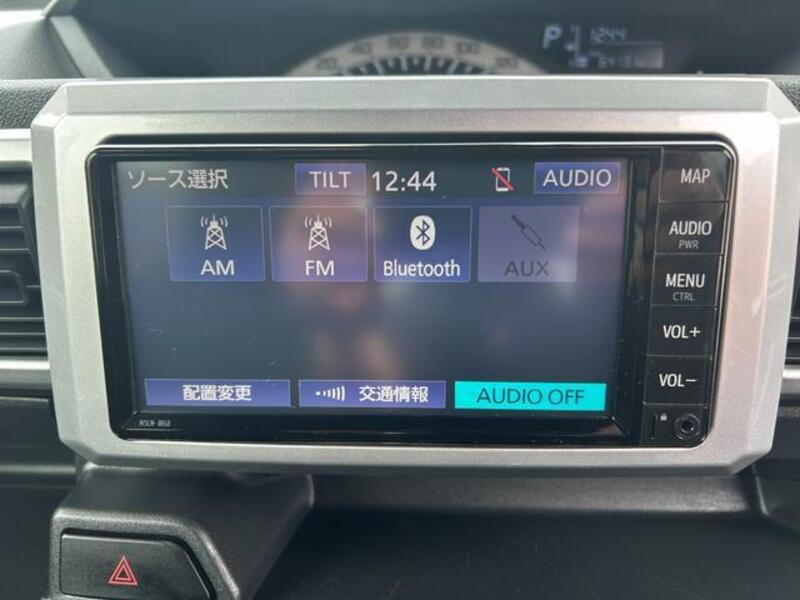 P 1244
ソース選択 TILT 12:44 AUDIO
AM FM Bluetooth AUX
配置変更 交通情報 AUDIO OFF
MAP
AUDIO
PWR
MENU
CTRL
VOL+
VOL−